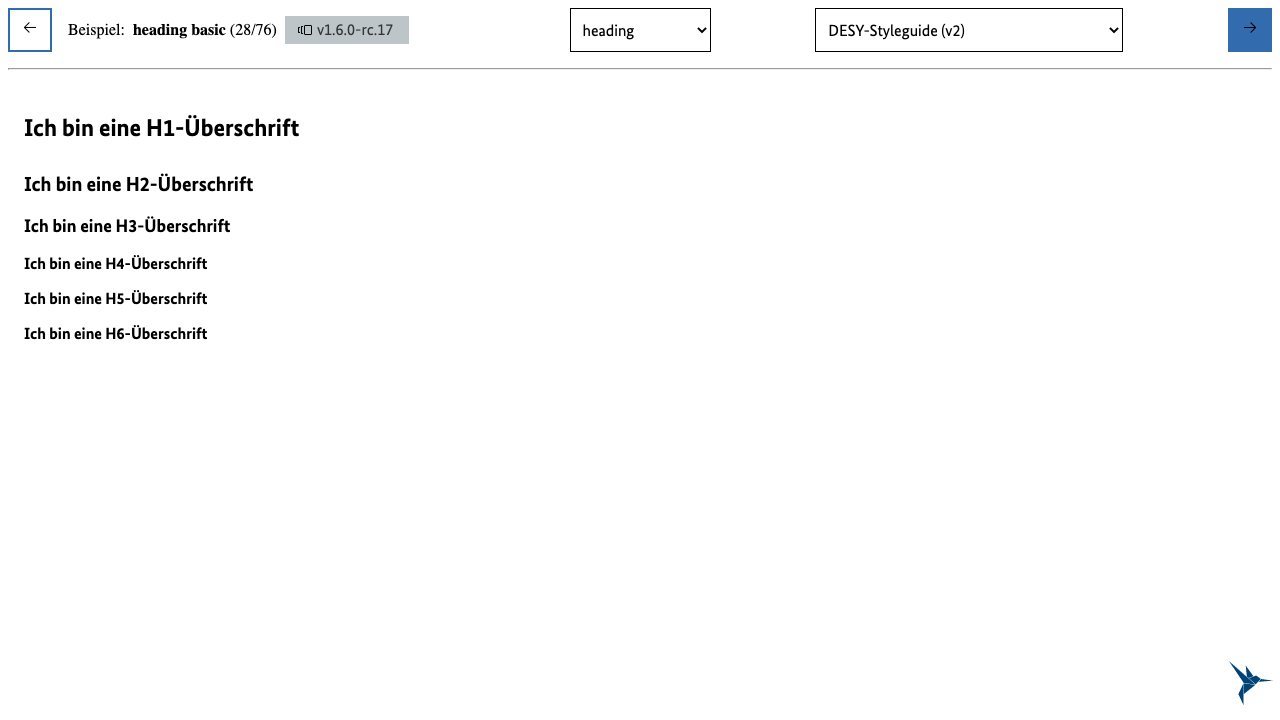 Beispiel: heading basic (28/76) v1.6.0-rc.17 heading DESY-Styleguide (v2)
Ich bin eine H1-Überschrift
Ich bin eine H2-Überschrift
Ich bin eine H3-Überschrift
Ich bin eine H4-Überschrift
Ich bin eine H5-Überschrift
Ich bin eine H6-Überschrift